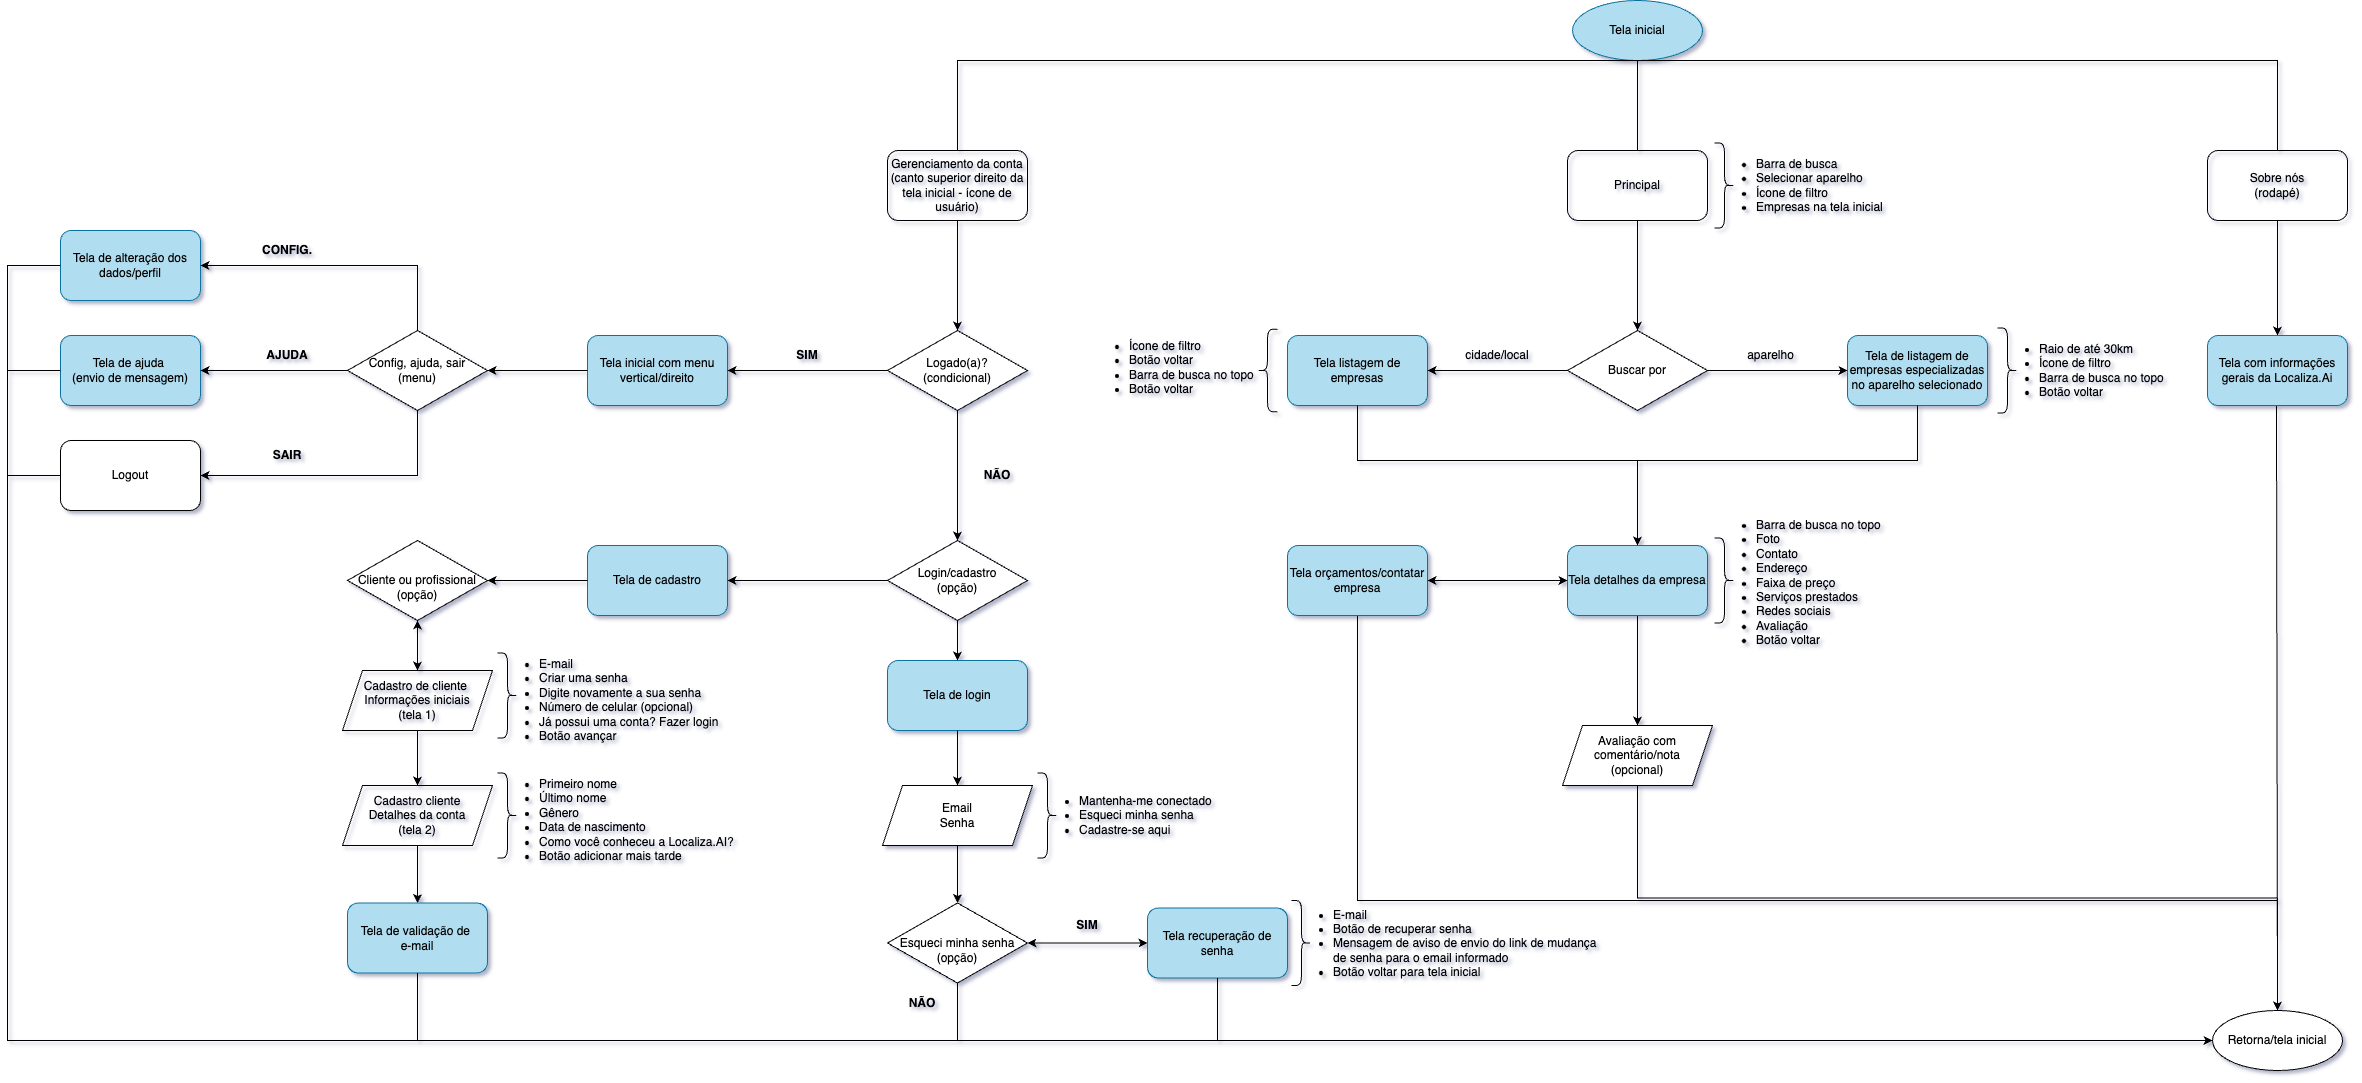 Tela inicial
Gerenciamento da conta
(canto superior direito da
tela inicial - ícone de
usuário)
Principal
• Barra de busca
• Selecionar aparelho
• Ícone de filtro
• Empresas na tela inicial
Sobre nós
(rodapé)
Tela de alteração dos
dados/perfil
CONFIG.
Tela de ajuda
(envio de mensagem)
AJUDA
Config, ajuda, sair
(menu)
Tela inicial com menu
vertical/direito
SIM
Logado(a)?
(condicional)
• Ícone de filtro
• Botão voltar
• Barra de busca no topo
• Botão voltar
Tela listagem de
empresas
cidade/local
Buscar por
aparelho
Tela de listagem de
empresas especializadas
no aparelho selecionado
• Raio de até 30km
• Ícone de filtro
• Barra de busca no topo
• Botão voltar
Tela com informações
gerais da Localiza.Ai
Logout
SAIR
NÃO
Cliente ou profissional
(opção)
Tela de cadastro
Login/cadastro
(opção)
Tela orçamentos/contatar
empresa
Tela detalhes da empresa
• Barra de busca no topo
• Foto
• Contato
• Endereço
• Faixa de preço
• Serviços prestados
• Redes sociais
• Avaliação
• Botão voltar
Cadastro de cliente
Informações iniciais
(tela 1)
• E-mail
• Criar uma senha
• Digite novamente a sua senha
• Número de celular (opcional)
• Já possui uma conta? Fazer login
• Botão avançar
Tela de login
Avaliação com
comentário/nota
(opcional)
Cadastro cliente
Detalhes da conta
(tela 2)
• Primeiro nome
• Último nome
• Gênero
• Data de nascimento
• Como você conheceu a Localiza.AI?
• Botão adicionar mais tarde
Email
Senha
• Mantenha-me conectado
• Esqueci minha senha
• Cadastre-se aqui
Tela de validação de
e-mail
Esqueci minha senha
(opção)
SIM
Tela recuperação de
senha
• E-mail
• Botão de recuperar senha
• Mensagem de aviso de envio do link de mudança
de senha para o email informado
• Botão voltar para tela inicial
NÃO
Retorna/tela inicial